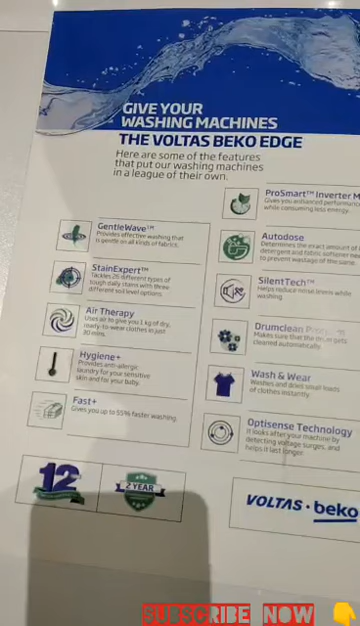 GIVE YOUR
WASHING MACHINES
THE VOLTAS BEKO EDGE
Here are some of the features
that put our washing machines
in a league of their own.
GentleWave™
Provides effective washing that
is gentle on all kinds of fabrics.
StainExpert™
Tackles 26 different types of
tough daily stains with three
different soil level options.
Air Therapy
Uses air to give you 1 kg of dry,
ready-to-wear clothes in just
Hygiene+
Provides anti-allergic
laundry for your sensitive
skin and for your Baby.
Fast+
Gives you up to 55% faster washing.
ProSmart™ Inverter M
Gives you enhanced performance
while consuming less energy.
Autodose
Determines the exact amount of
detergent and fabric softener
to prevent wastage of the same.
SilentTech™
Helps reduce noise levels while
washing.
Drumclean
Makes sure that the
cleaned automatically.
Wash & Wear
Washes and dries small loads
of clothes instantly.
Optisense Technology
It looks after your machine by
detecting voltage surges, and
helps it last longer.
12
2 YEAR
VOLTAS · beko
SUBSCRIBE NOW